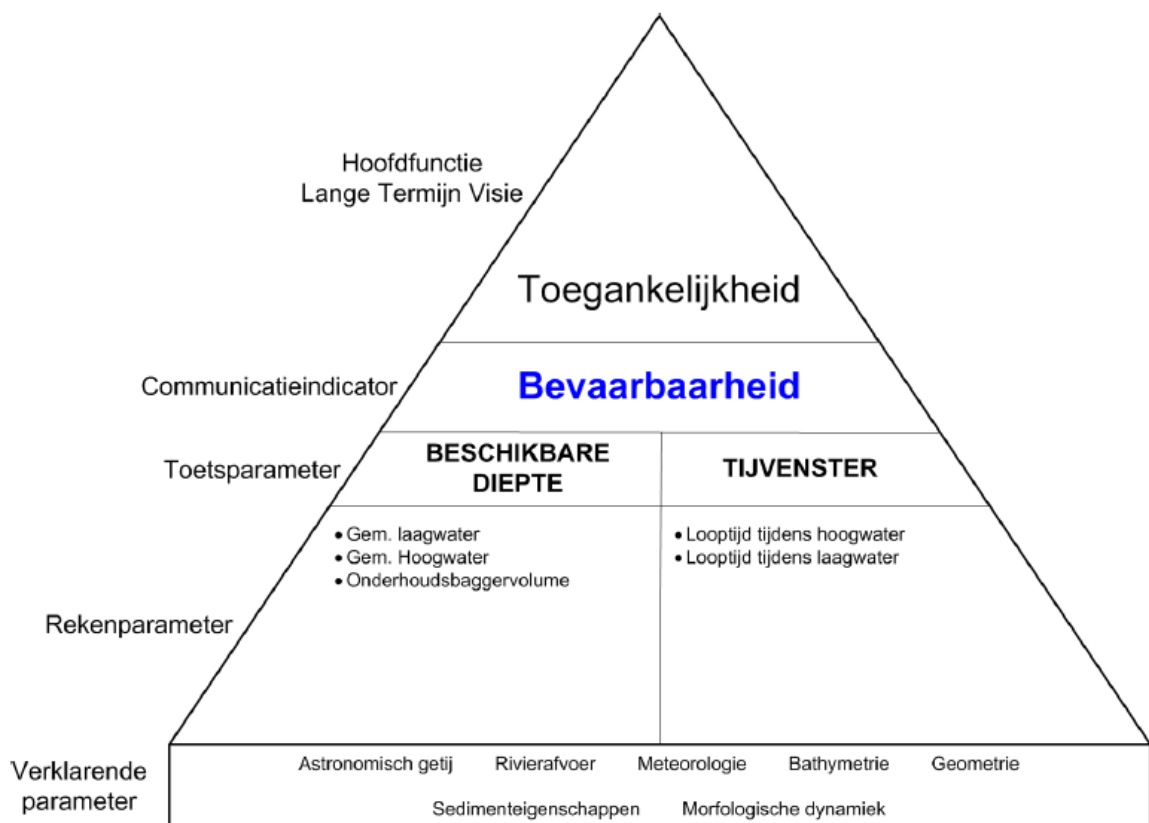 Hoofdfunctie
Lange Termijn Visie
Toegankelijkheid
Communicatieindicator
Bevaarbaarheid
Toetsparameter
BESCHIKBARE
DIEPTE
TIJVENSTER
• Gem. laagwater
• Gem. Hoogwater
• Onderhoudsbaggervolume
• Looptijd tijdens hoogwater
• Looptijd tijdens laagwater
Rekenparameter
Verklarende
parameter
Astronomisch getij Rivierafvoer Meteorologie Bathymetrie Geometrie
Sedimenteigenschappen Morfologische dynamiek